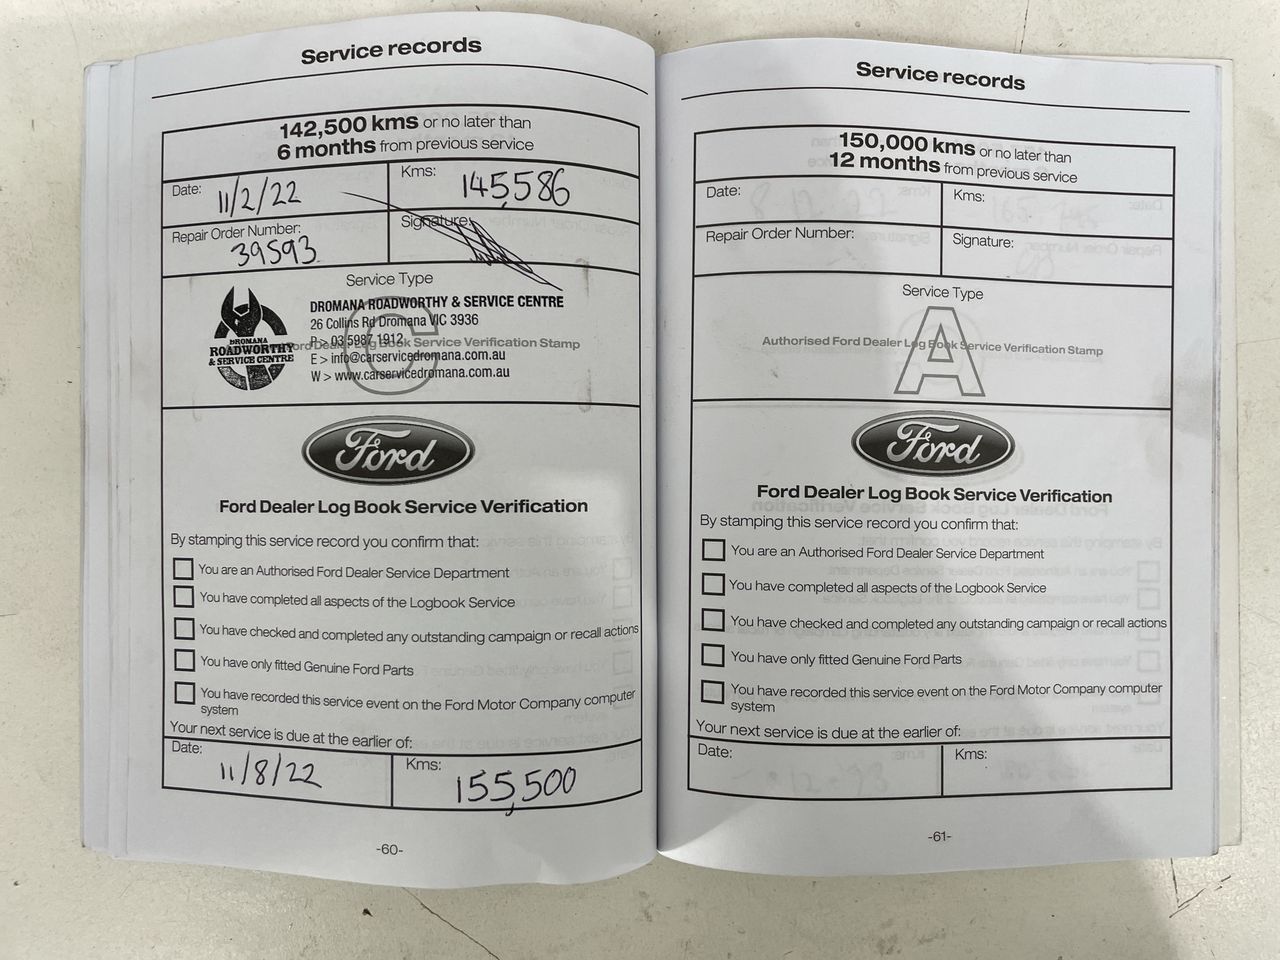 Service records
142,500 kms or no later than
6 months from previous service
Date: 11/2/22
Kms: 145,586
Repair Order Number: 39593
Signature:
Service Type
C
DROMANA ROADWORTHY & SERVICE CENTRE
26 Collins Rd Dromana VIC 3936
P > 03 5987 1912
E > info@carservicedromana.com.au
W > www.carservicedromana.com.au
DROMANA
ROADWORTHY
& SERVICE CENTRE
Ford Dealer Log Book Service Verification Stamp
Ford
Ford Dealer Log Book Service Verification
By stamping this service record you confirm that:
You are an Authorised Ford Dealer Service Department
You have completed all aspects of the Logbook Service
You have checked and completed any outstanding campaign or recall actions
You have only fitted Genuine Ford Parts
You have recorded this service event on the Ford Motor Company computer
system
Your next service is due at the earlier of:
Date: 11/8/22
Kms: 155,500
-60-
Service records
150,000 kms or no later than
12 months from previous service
Date:
Kms:
Repair Order Number:
Signature:
Service Type
A
Authorised Ford Dealer Log Book Service Verification Stamp
Ford
Ford Dealer Log Book Service Verification
By stamping this service record you confirm that:
You are an Authorised Ford Dealer Service Department
You have completed all aspects of the Logbook Service
You have checked and completed any outstanding campaign or recall actions
You have only fitted Genuine Ford Parts
You have recorded this service event on the Ford Motor Company computer
system
Your next service is due at the earlier of:
Date:
Kms:
-61-